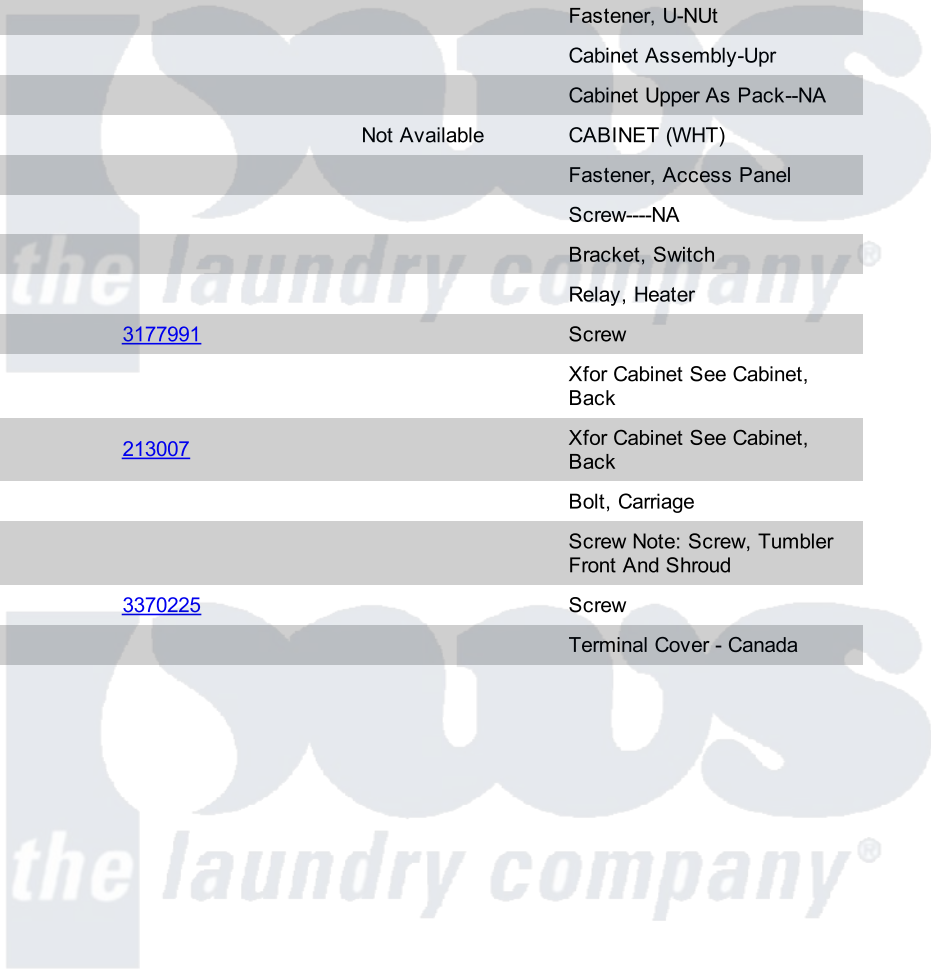 Fastener, U-NUt
Cabinet Assembly-Upr
Cabinet Upper As Pack--NA
Not Available CABINET (WHT)
Fastener, Access Panel
Screw----NA
Bracket, Switch
Relay, Heater
3177991 Screw
Xfor Cabinet See Cabinet,
Back
213007 Xfor Cabinet See Cabinet,
Back
Bolt, Carriage
Screw Note: Screw, Tumbler
Front And Shroud
3370225 Screw
Terminal Cover - Canada
pws
the laundry company®
pws
the laundry company®